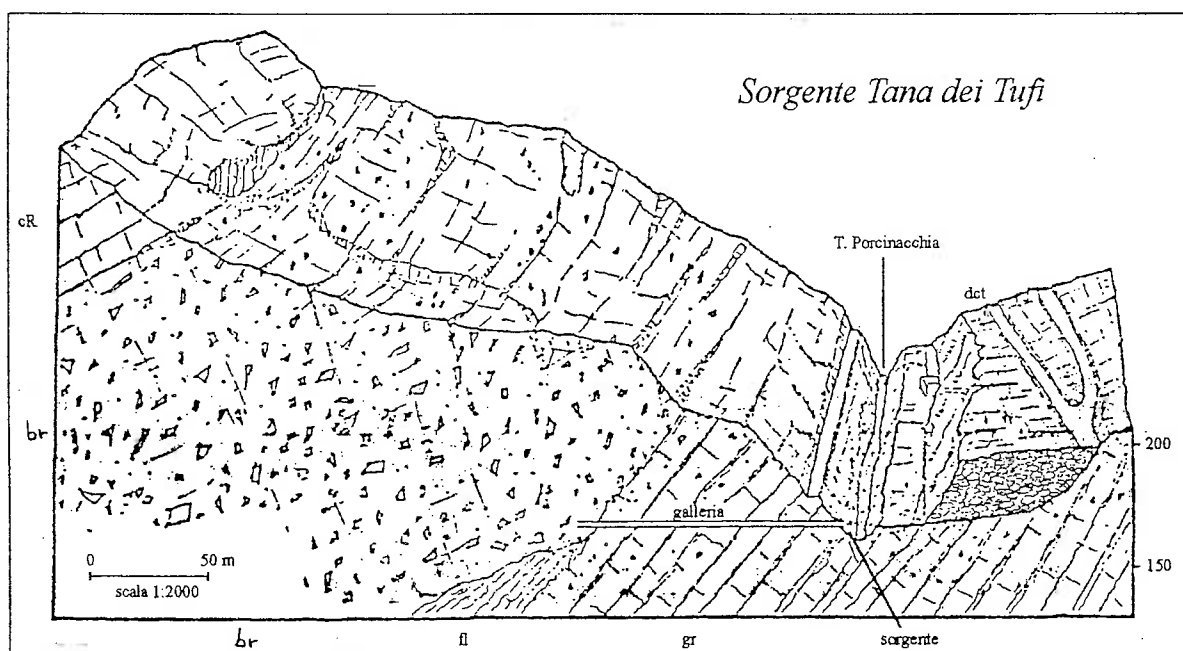 Sorgente Tana dei Tufi
cR
T. Porcinacchia
dct
br
200
galleria
0 50 m
scala 1:2000
150
br fl gr sorgente